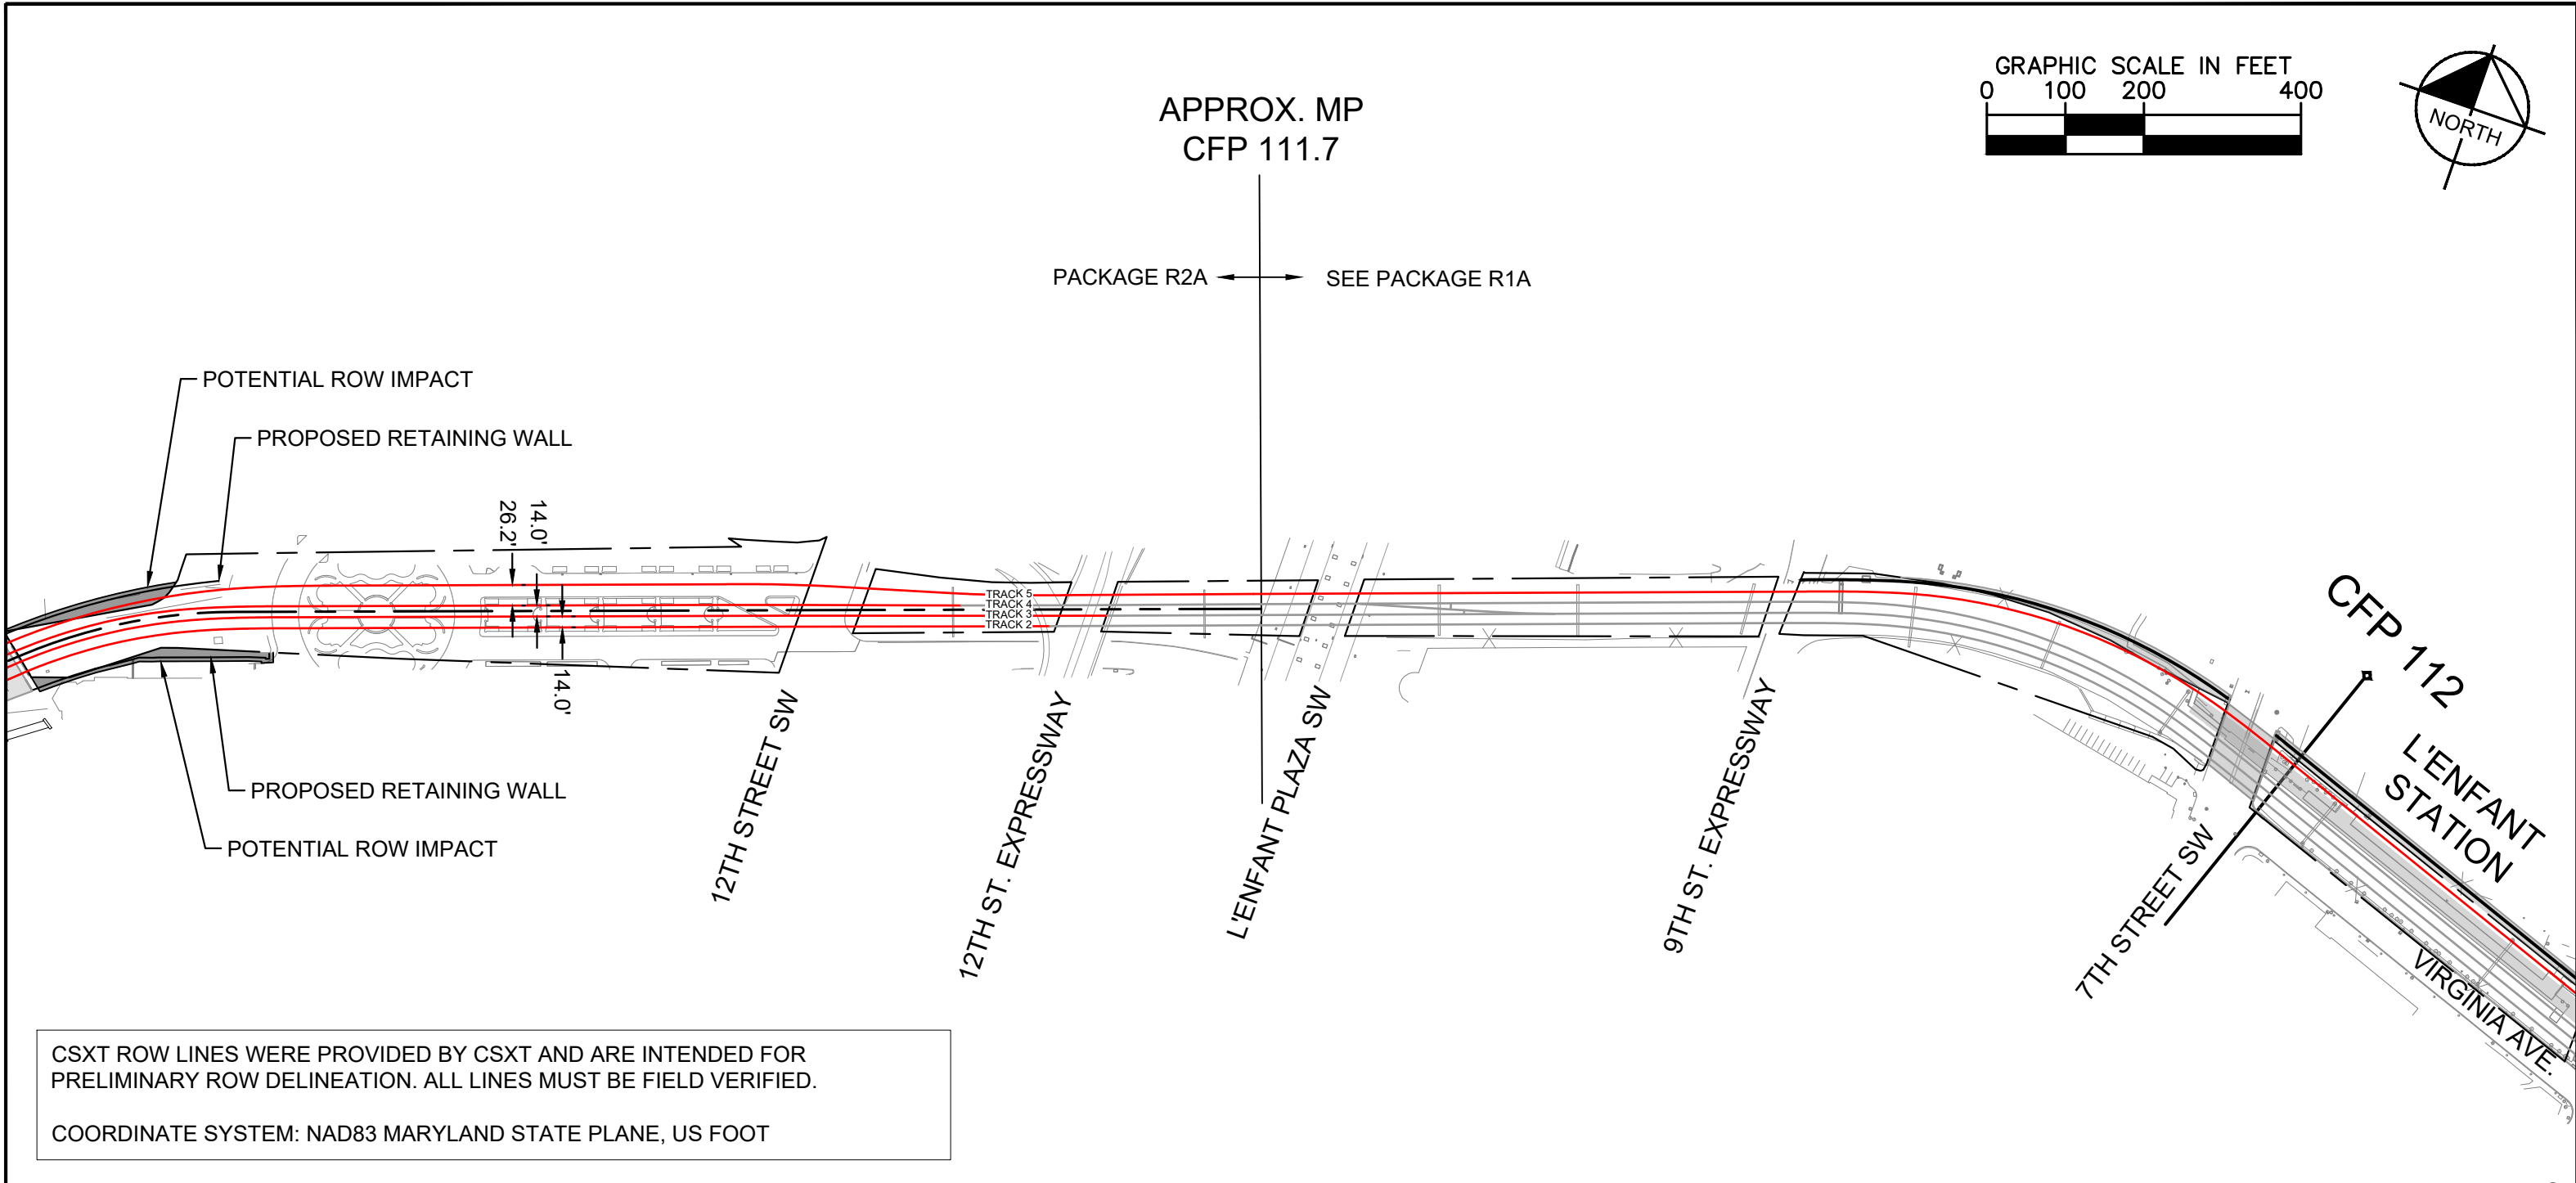 GRAPHIC SCALE IN FEET
0 100 200 400
NORTH
APPROX. MP
CFP 111.7
PACKAGE R2A
SEE PACKAGE R1A
POTENTIAL ROW IMPACT
PROPOSED RETAINING WALL
26.2'
14.0'
14.0'
TRACK 5
TRACK 4
TRACK 3
TRACK 2
PROPOSED RETAINING WALL
POTENTIAL ROW IMPACT
12TH STREET SW
12TH ST. EXPRESSWAY
L'ENFANT PLAZA SW
9TH ST. EXPRESSWAY
7TH STREET SW
CFP 112
L'ENFANT
STATION
VIRGINIA AVE.
CSXT ROW LINES WERE PROVIDED BY CSXT AND ARE INTENDED FOR
PRELIMINARY ROW DELINEATION. ALL LINES MUST BE FIELD VERIFIED.
COORDINATE SYSTEM: NAD83 MARYLAND STATE PLANE, US FOOT